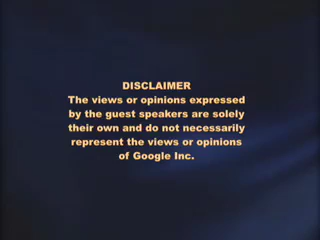 DISCLAIMER
The views or opinions expressed
by the guest speakers are solely
their own and do not necessarily
represent the views or opinions
of Google Inc.